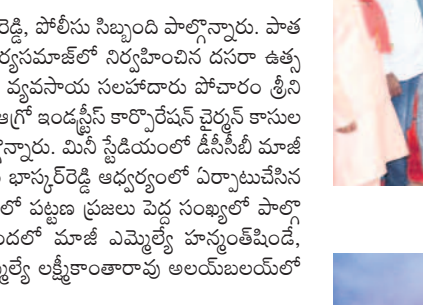 రెడ్డి, పోలీసు సిబ్బంది పాల్గొన్నారు. పాత
ర్యసమాజ్‌లో నిర్వహించిన దసరా ఉత్స
వ్యవసాయ సలహాదారు పోచారం శ్రీని
ఆగ్రో ఇండస్ట్రీస్ కార్పొరేషన్ చైర్మన్ కాసుల
గొన్నారు. మినీ స్టేడియంలో డీసీసీబీ మాజీ
భాస్కర్‌రెడ్డి ఆధ్వర్యంలో ఏర్పాటుచేసిన
లో పట్టణ ప్రజలు పెద్ద సంఖ్యలో పాల్గొ
ందలో మాజీ ఎమ్మెల్యే హన్మంత్‌షిండే,
మ్మెల్యే లక్ష్మీకాంతారావు అలయ్‌బలయ్‌లో